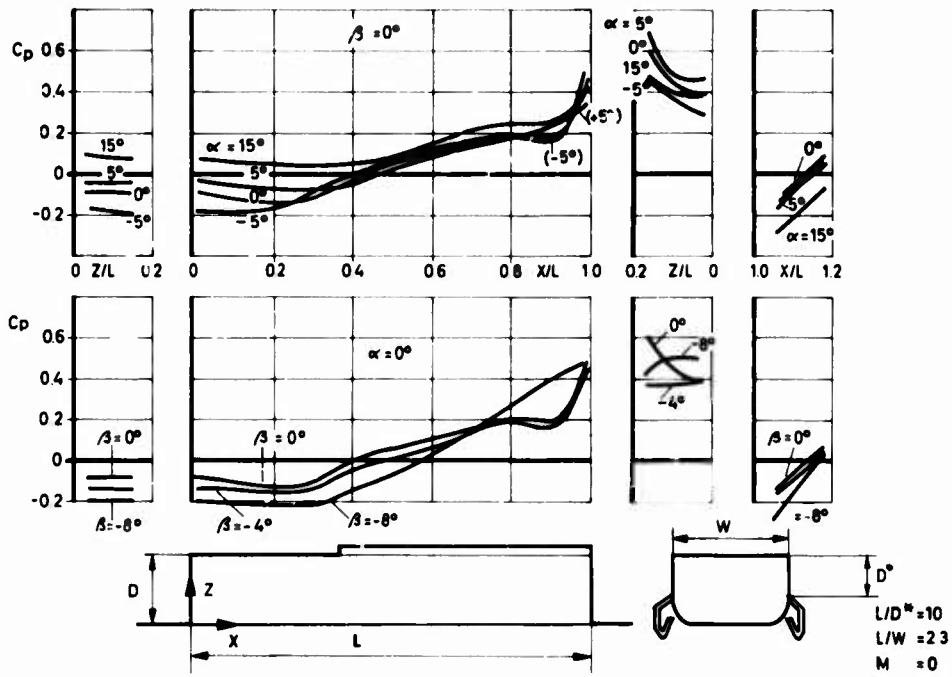 β = 0°
α = 5°
Cp
0.6
0.4
0.2
0
-0.2
15°
5°
0°
-5°
α = 15°
5°
0°
-5°
(+5°)
(-5°)
0°
15°
-5°
0°
5°
α = 15°
0 Z/L 0.2
0 0.2 0.4 0.6 0.8 X/L 1.0
0.2 Z/L 0
1.0 X/L 1.2
Cp
0.6
0.4
0.2
0
-0.2
α = 0°
β = 0°
β = -8°
β = 0°
β = -4°
β = -8°
0°
-8°
-4°
β = 0°
= -8°
D
Z
X
L
W
D*
L/D* = 10
L/W = 2 3
M = 0